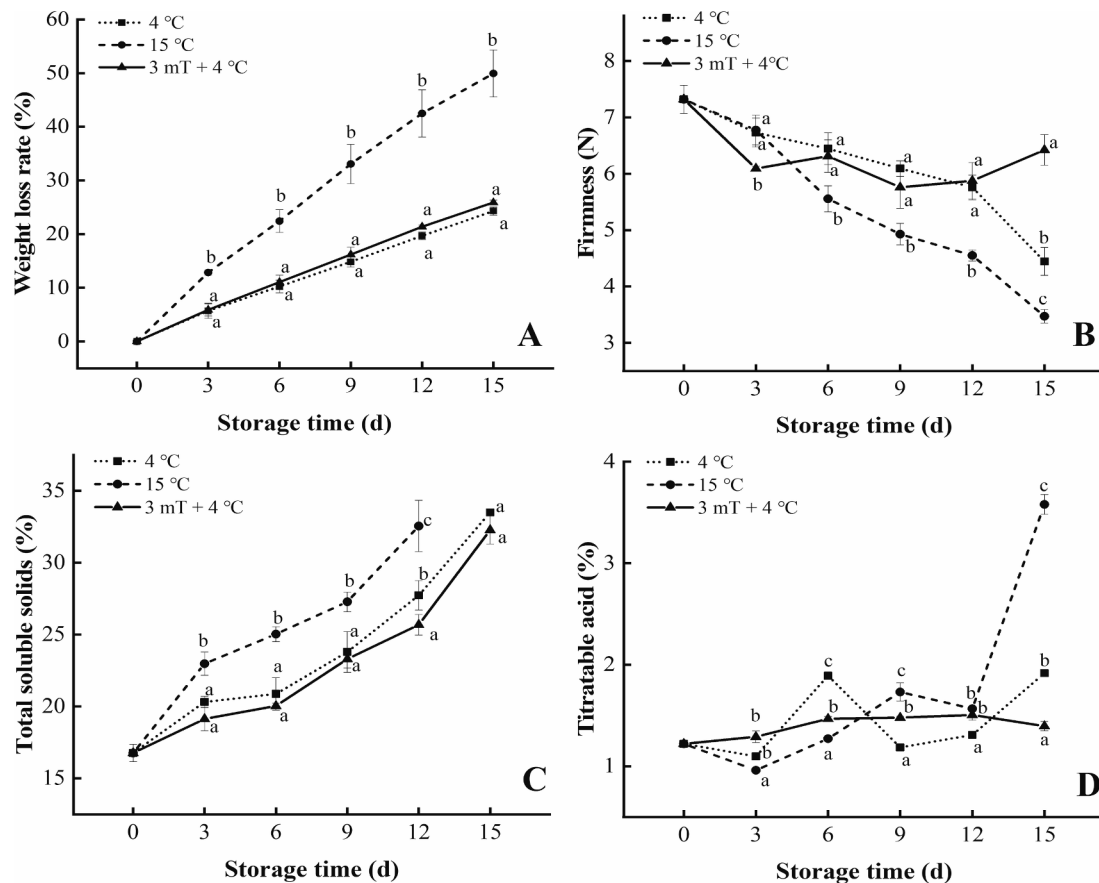 4 °C
15 °C
3 mT + 4 °C
Weight loss rate (%)
60
50
40
30
20
10
0
b
b
b
b
b
a
a
a
a
a
a
a
a
a
a
A
0 3 6 9 12 15
Storage time (d)
4 °C
15 °C
3 mT + 4°C
Firmness (N)
8
7
6
5
4
3
a
a
b
a
a
b
a
a
b
a
a
b
a
b
c
B
0 3 6 9 12 15
Storage time (d)
4 °C
15 °C
3 mT + 4 °C
Total soluble solids (%)
35
30
25
20
15
b
a
a
b
a
a
b
a
a
c
b
a
a
a
C
0 3 6 9 12 15
Storage time (d)
4 °C
15 °C
3 mT + 4 °C
Titratable acid (%)
4
3
2
1
b
b
a
c
b
a
c
b
a
b
b
a
c
b
a
D
0 3 6 9 12 15
Storage time (d)